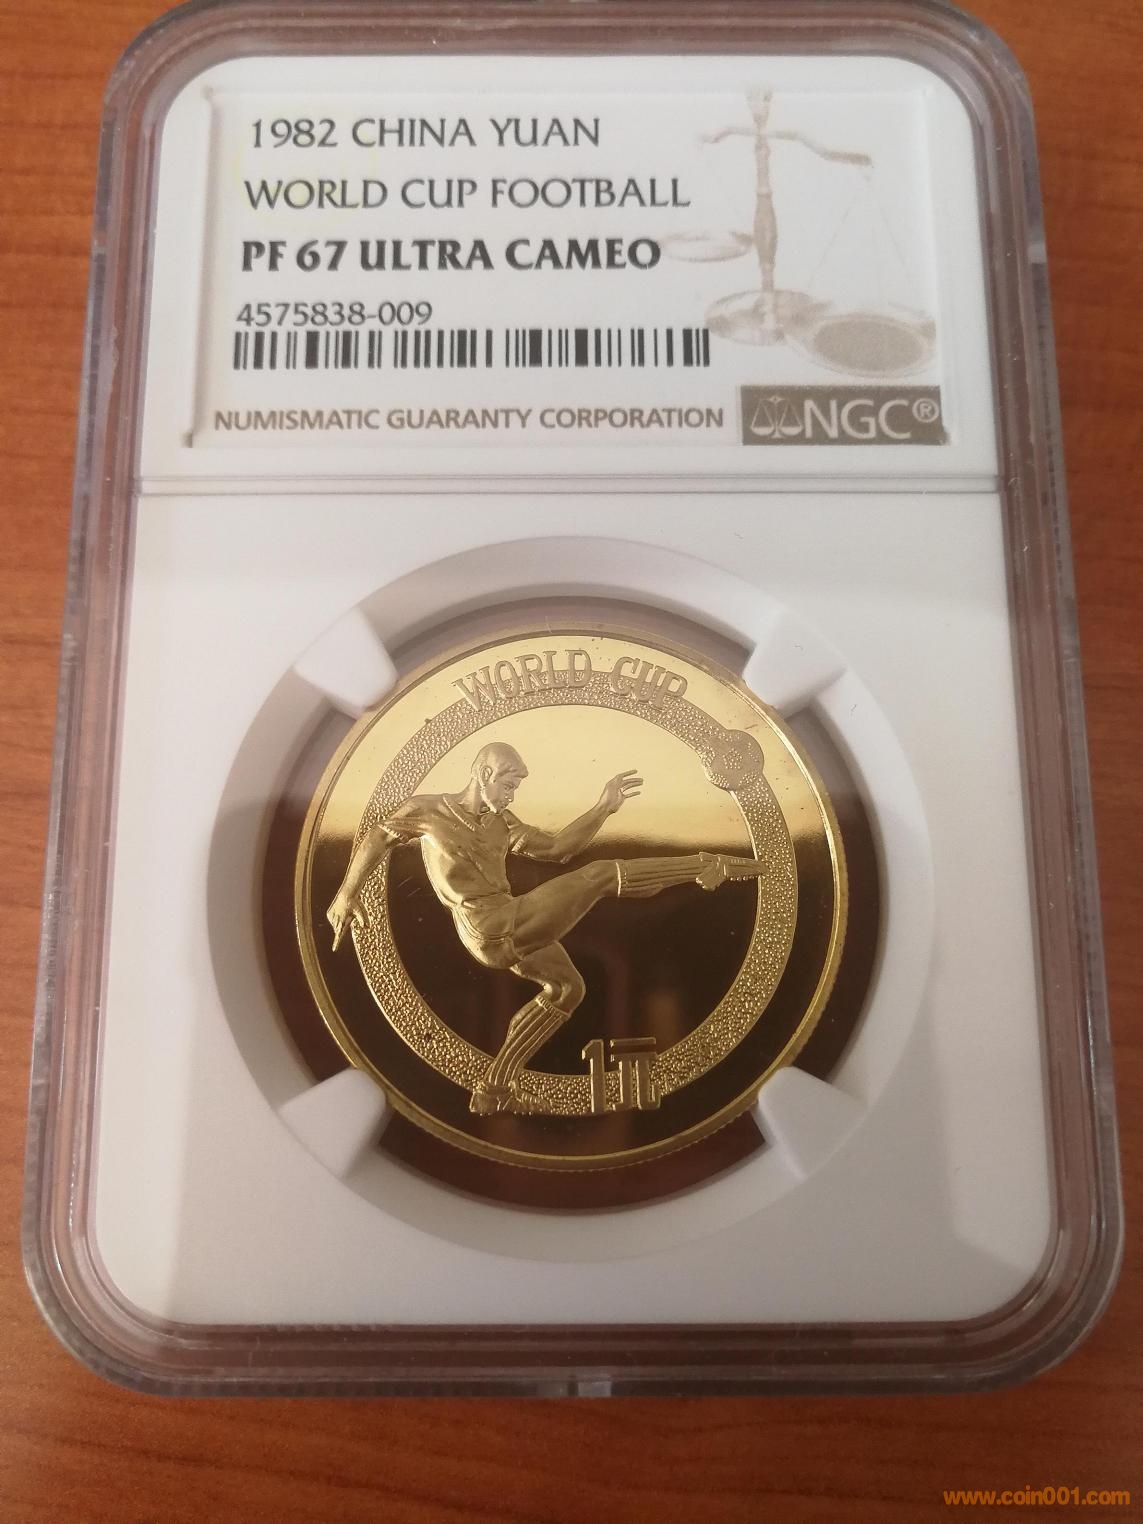 1982 CHINA YUAN
WORLD CUP FOOTBALL
PF 67 ULTRA CAMEO
4575838-009
NUMISMATIC GUARANTY CORPORATION
NGC®
WORLD CUP
1元
www.coin001.com